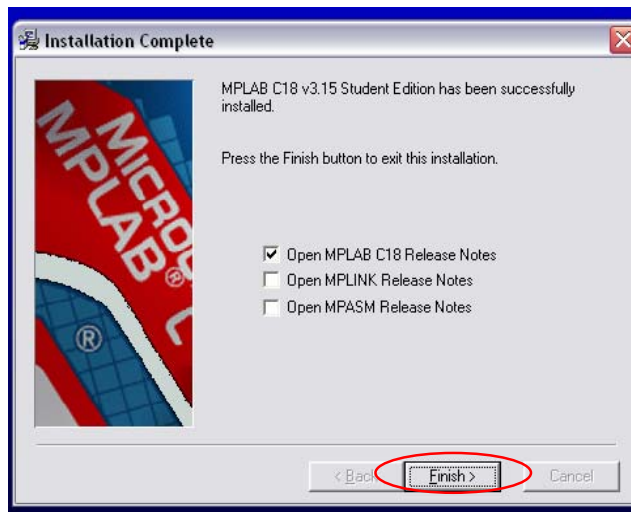 Installation Complete
MPLAB C18 v3.15 Student Edition has been successfully
installed.
Press the Finish button to exit this installation.
MICRO
MPLAB®
C
®
Open MPLAB C18 Release Notes
Open MPLINK Release Notes
Open MPASM Release Notes
< Back
Finish >
Cancel